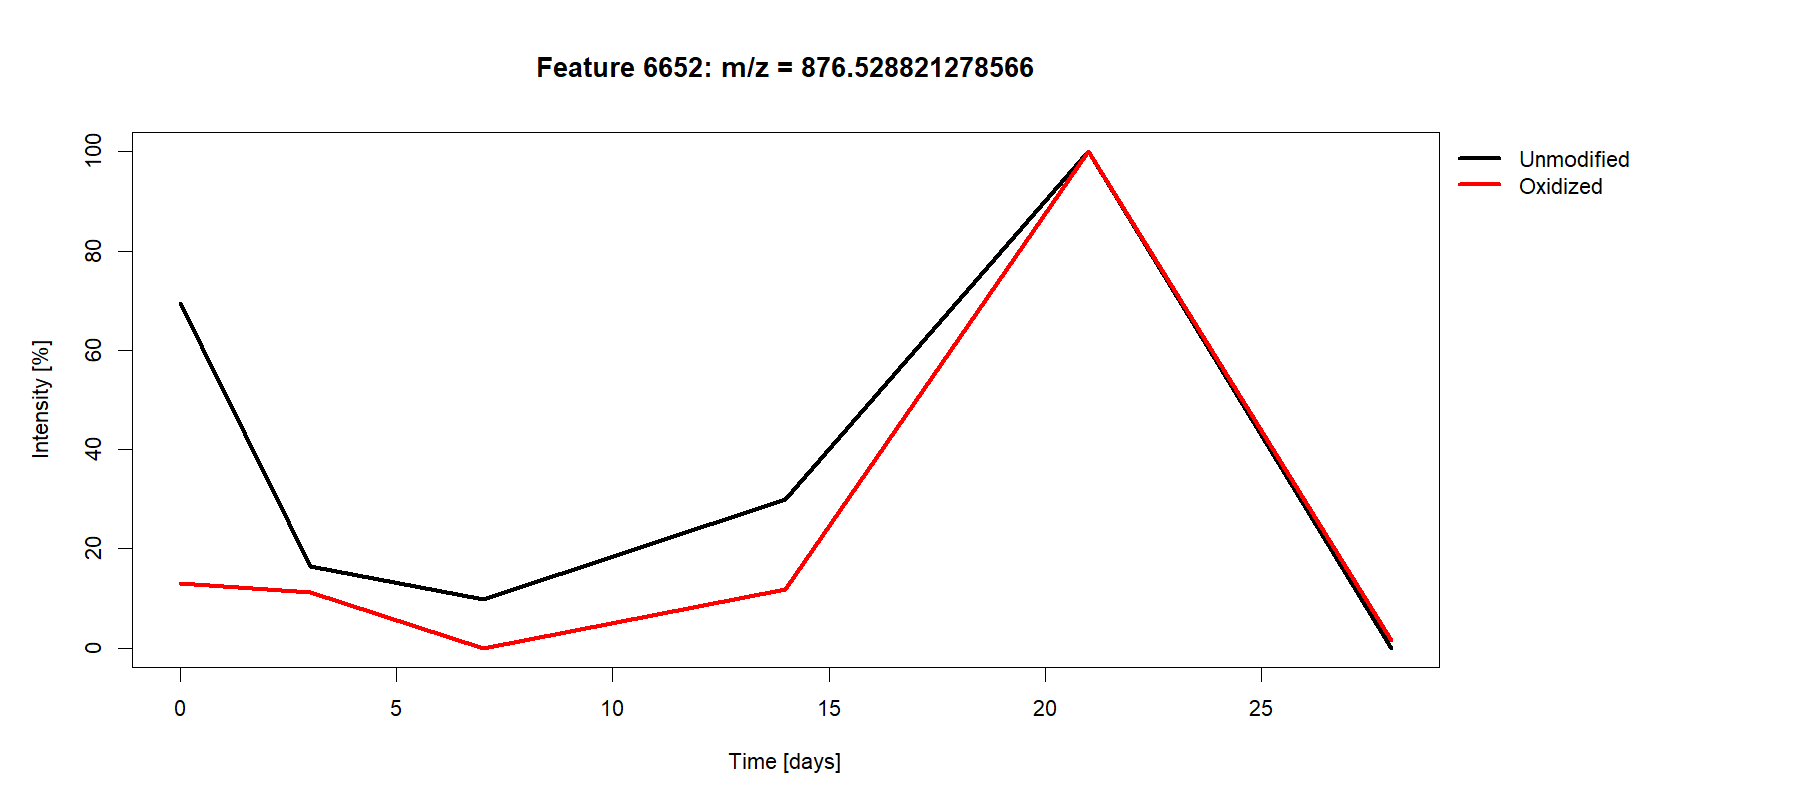 Feature 6652: m/z = 876.528821278566
Unmodified
Oxidized
Intensity [%]
100
80
60
40
20
0
0 5 10 15 20 25
Time [days]